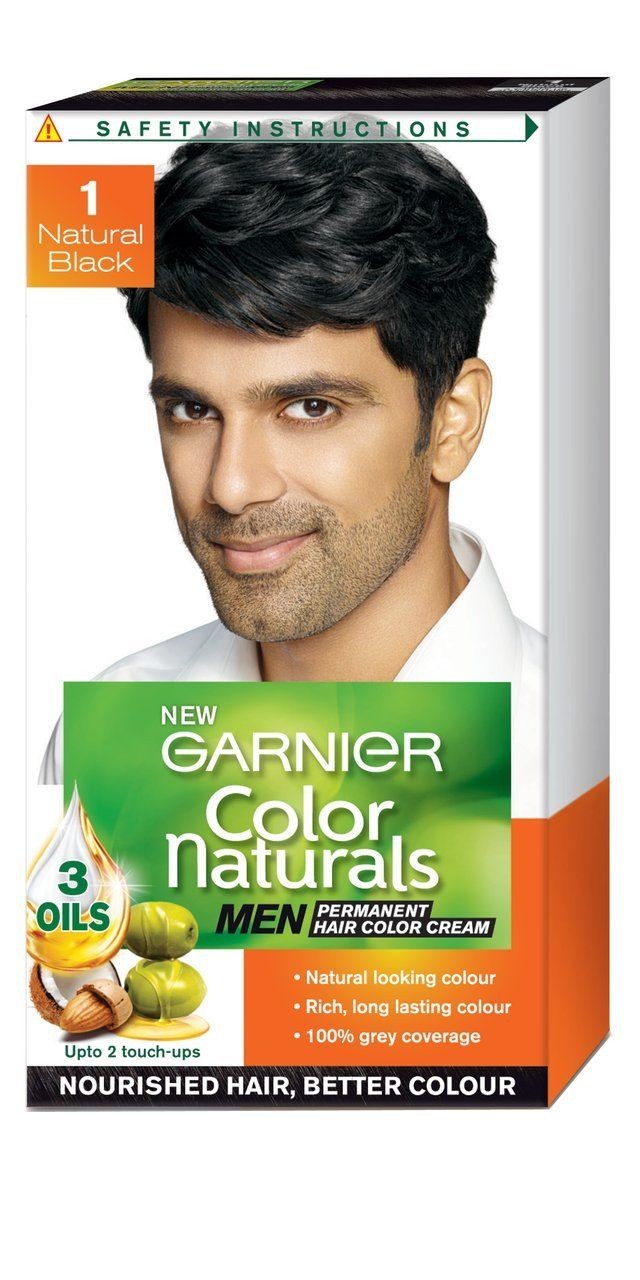 SAFETY INSTRUCTIONS
1
Natural
Black
NEW
GARNIER
Color
Naturals
MEN PERMANENT
HAIR COLOR CREAM
3
OILS
• Natural looking colour
• Rich, long lasting colour
• 100% grey coverage
Upto 2 touch-ups
NOURISHED HAIR, BETTER COLOUR